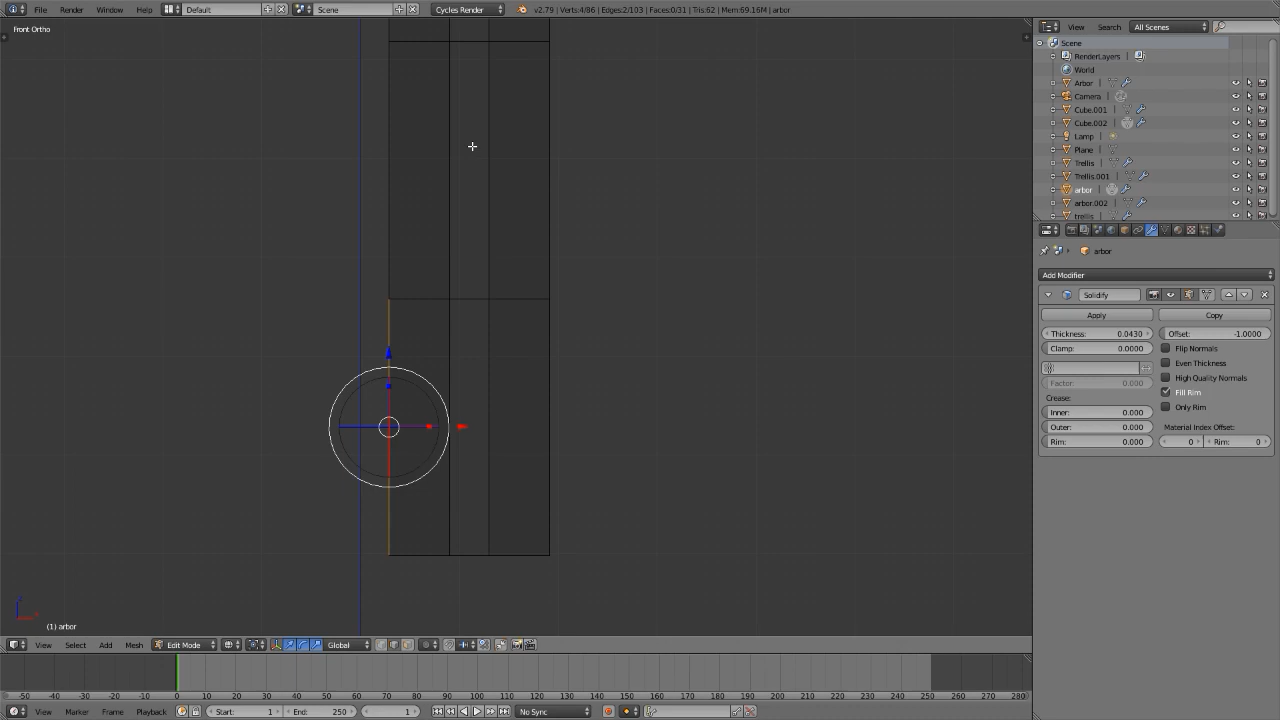 File Render Window Help Default Scene Cycles Render v2.79 | Verts:4/86 | Edges:2/103 | Faces:0/31 | Tris:62 | Mem:69.16M | arbor
Front Ortho
View Search All Scenes
Scene
RenderLayers
World
Arbor
Camera
Cube.001
Cube.002
Lamp
Plane
Trellis
Trellis.001
arbor
arbor.002
trellis
arbor
Add Modifier
Solidify
Apply Copy
Thickness: 0.0430 Offset: -1.0000
Clamp: 0.0000 Flip Normals
Even Thickness
Factor: 0.000 High Quality Normals
Crease: Fill Rim
Inner: 0.000 Only Rim
Outer: 0.000 Material Index Offset:
Rim: 0.000 0 Rim: 0
(1) arbor
View Select Add Mesh Edit Mode Global
-50 -40 -30 -20 -10 0 10 20 30 40 50 60 70 80 90 100 110 120 130 140 150 160 170 180 190 200 210 220 230 240 250 260 270 280
View Marker Frame Playback Start: 1 End: 250 1 No Sync